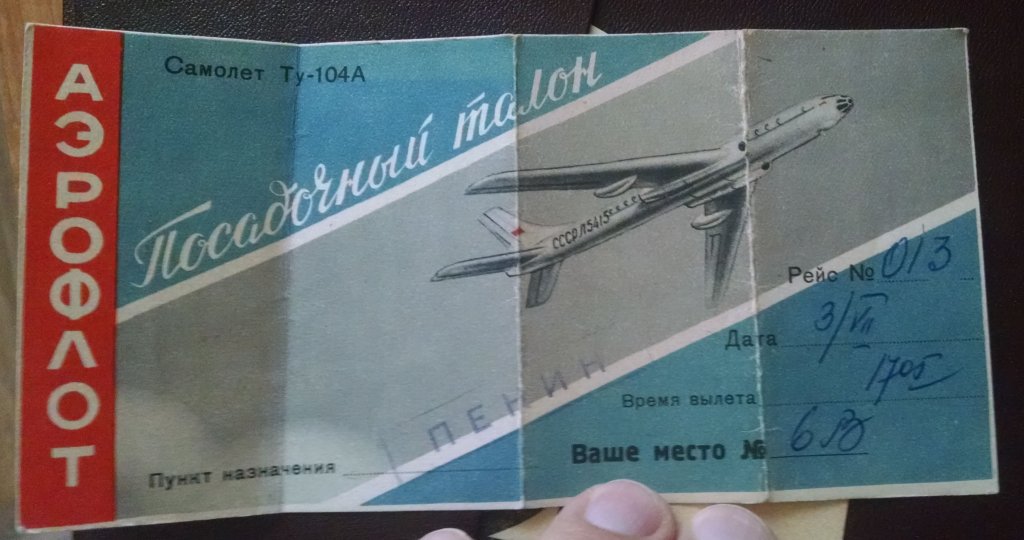 АЭРОФЛОТ
Самолет Ту-104А
Посадочный талон
СССР Л5415
Рейс № 013
Дата 3/VII
Время вылета 1705
ПЕКИН
Пункт назначения
Ваше место № 6В